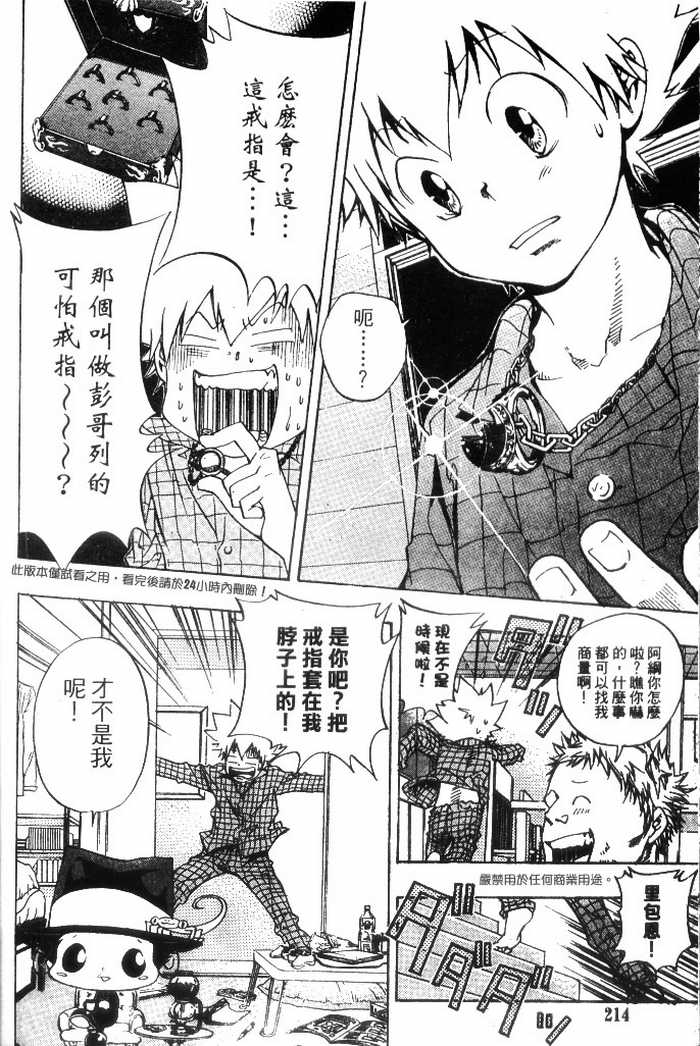 呃……？
怎麼會？這…
這戒指是…！
那個叫做彭哥列的
可怕戒指～～～？
此版本僅試看之用，看完後請於24小時內刪除！
阿綱你怎麼
啦？瞧你嚇
的，什麼事
都可以找我
商量啊！
現在不是
時候啦！
嚴禁用於任何商業用途。
里包恩！
是你吧？把
戒指套在我
脖子上的！
才不是我
呢！
214